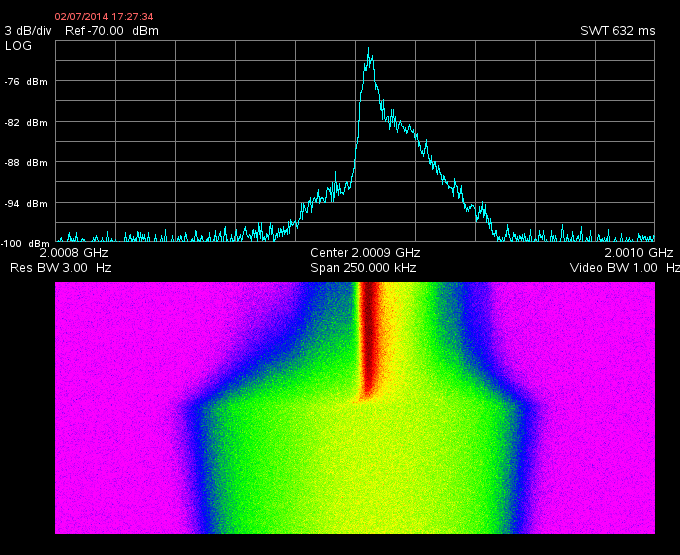 02/07/2014 17:27:34
3 dB/div Ref -70.00 dBm SWT 632 ms
LOG
-76 dBm
-82 dBm
-88 dBm
-94 dBm
-100 dBm
2.0008 GHz Center 2.0009 GHz 2.0010 GHz
Res BW 3.00 Hz Span 250.000 kHz Video BW 1.00 Hz